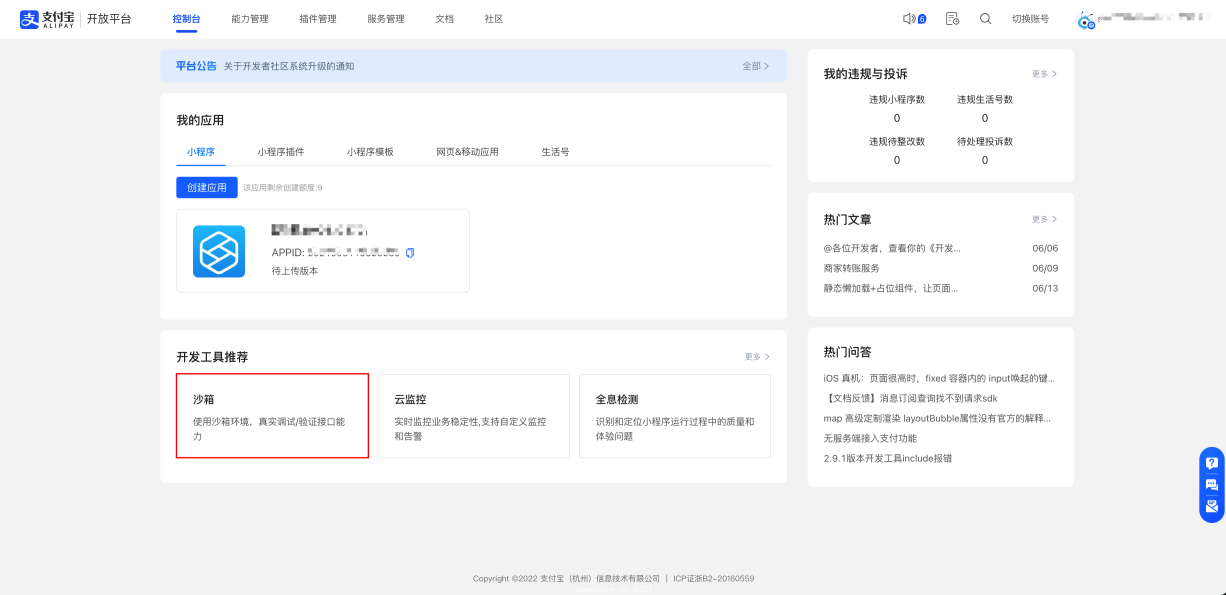 支付宝 ALIPAY 开放平台 控制台 能力管理 插件管理 服务管理 文档 社区 6 切换账号
平台公告 关于开发者社区系统升级的通知 全部 >
我的应用
小程序 小程序插件 小程序模板 网页&移动应用 生活号
创建应用 该应用剩余创建额度:9
APPID:
待上传版本
开发工具推荐 更多 >
沙箱
使用沙箱环境，真实调试/验证接口能
力
云监控
实时监控业务稳定性,支持自定义监控
和告警
全息检测
识别和定位小程序运行过程中的质量和
体验问题
我的违规与投诉 更多 >
违规小程序数 违规生活号数
0 0
违规待整改数 待处理投诉数
0 0
热门文章 更多 >
@各位开发者，查看你的《开发... 06/06
商家转账服务 06/09
静态懒加载+占位组件，让页面... 06/13
热门问答
iOS 真机：页面很高时，fixed 容器内的 input唤起的键...
【文档反馈】消息订阅查询找不到请求sdk
map 高级定制渲染 layoutBubble属性没有官方的解释...
无服务端接入支付功能
2.9.1版本开发工具include报错
Copyright ©2022 支付宝（杭州）信息技术有限公司 | ICP证浙B2-20160559